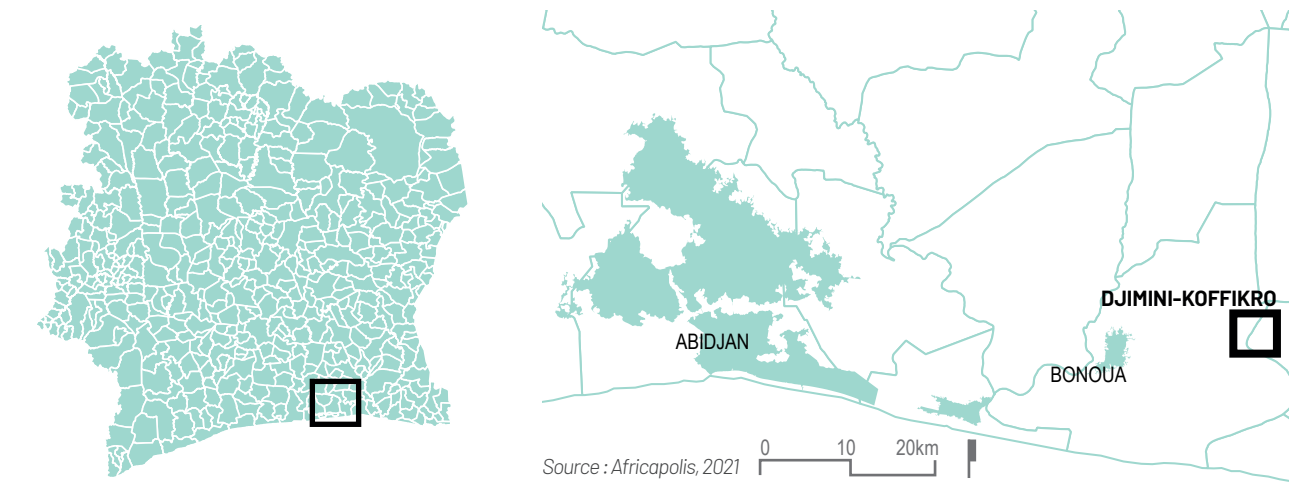 DJIMINI-KOFFIKRO
ABIDJAN
BONOUA
0 10 20km
Source : Africapolis, 2021